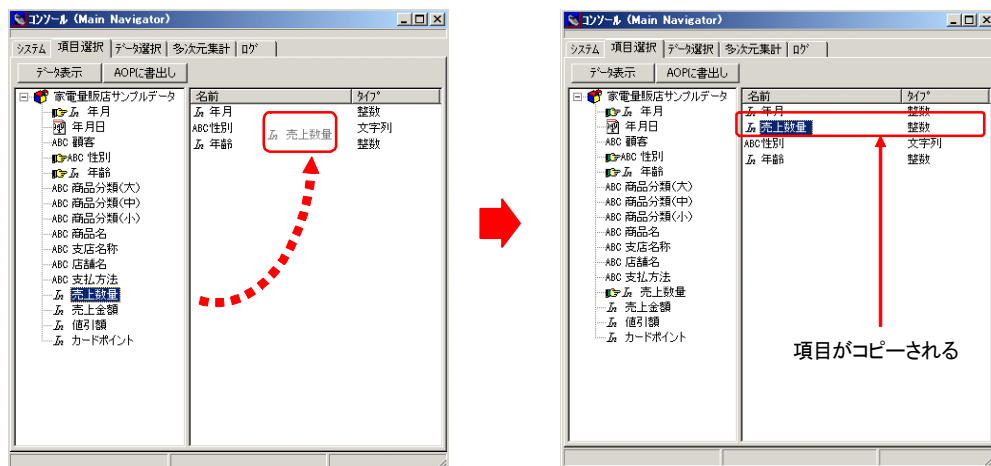 コンソール (Main Navigator)
システム 項目選択 データ選択 多次元集計 ログ
データ表示 AOPに書出し
家電量販店サンプルデータ
年月
年月日
ABC 顧客
ABC 性別
年齢
ABC 商品分類(大)
ABC 商品分類(中)
ABC 商品分類(小)
ABC 商品名
ABC 支店名称
ABC 店舗名
ABC 支払方法
売上数量
売上金額
値引額
カードポイント
名前 タイプ
年月 整数
ABC 性別 文字列
年齢 整数
売上数量
コンソール (Main Navigator)
システム 項目選択 データ選択 多次元集計 ログ
データ表示 AOPに書出し
家電量販店サンプルデータ
年月
年月日
ABC 顧客
ABC 性別
年齢
ABC 商品分類(大)
ABC 商品分類(中)
ABC 商品分類(小)
ABC 商品名
ABC 支店名称
ABC 店舗名
ABC 支払方法
売上数量
売上金額
値引額
カードポイント
名前 タイプ
年月 整数
売上数量 整数
ABC 性別 文字列
年齢 整数
項目がコピーされる